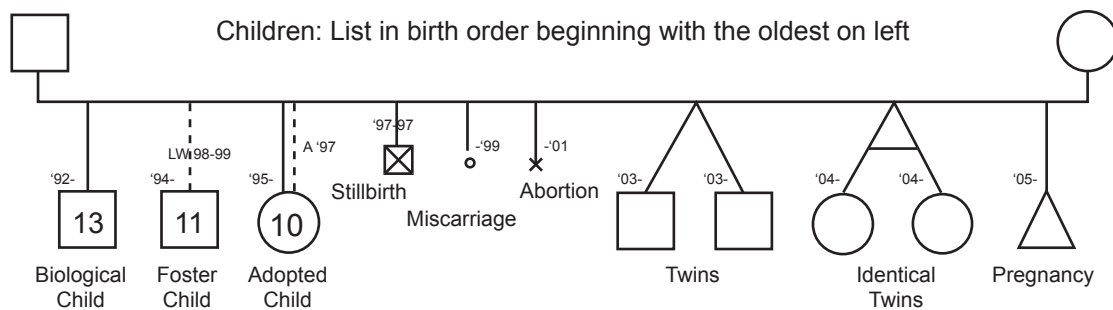 Children: List in birth order beginning with the oldest on left
‘92-
13
Biological
Child
LW 98-99
‘94-
11
Foster
Child
A ‘97
‘95-
10
Adopted
Child
‘97-97
Stillbirth
-‘99
Miscarriage
-‘01
Abortion
‘03-
‘03-
Twins
‘04-
‘04-
Identical
Twins
‘05-
Pregnancy